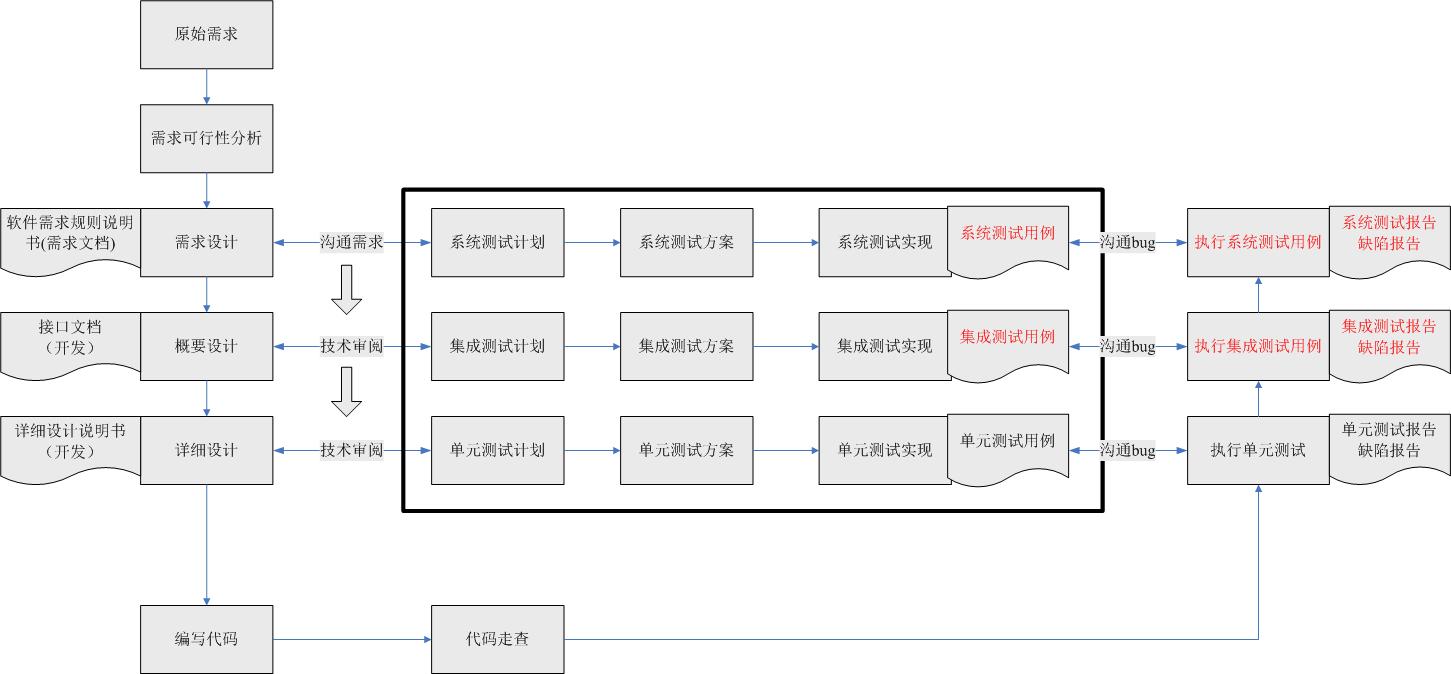 原始需求
需求可行性分析
软件需求规则说明
书(需求文档)
需求设计
沟通需求
系统测试计划
系统测试方案
系统测试实现
系统测试用例
沟通bug
执行系统测试用例
系统测试报告
缺陷报告
接口文档
（开发）
概要设计
技术审阅
集成测试计划
集成测试方案
集成测试实现
集成测试用例
沟通bug
执行集成测试用例
集成测试报告
缺陷报告
详细设计说明书
（开发）
详细设计
技术审阅
单元测试计划
单元测试方案
单元测试实现
单元测试用例
沟通bug
执行单元测试
单元测试报告
缺陷报告
编写代码
代码走查